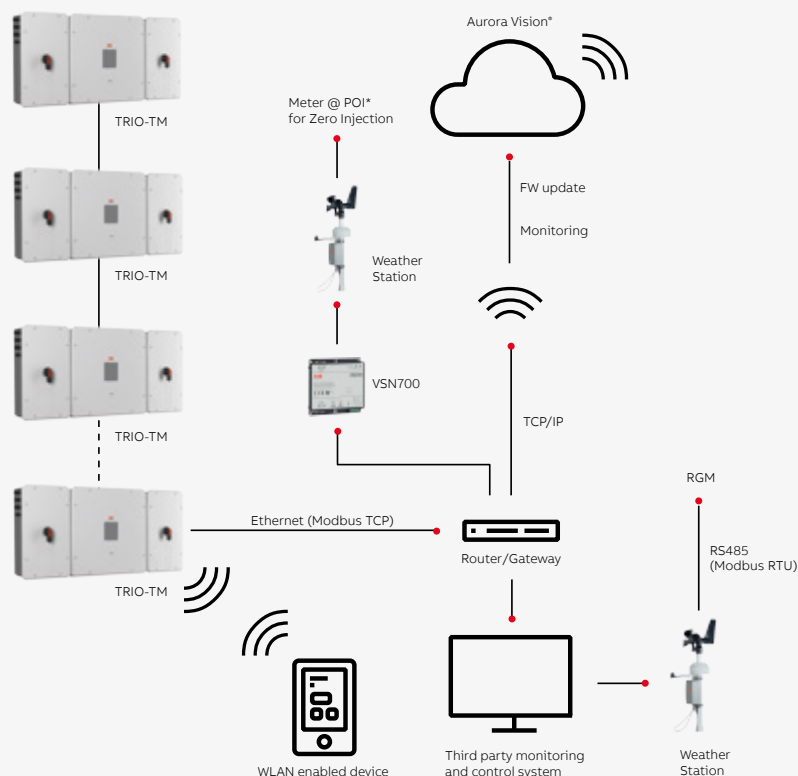 Aurora Vision®
Meter @ POI*
for Zero Injection
TRIO-TM
FW update
Monitoring
Weather
Station
TRIO-TM
VSN700
TCP/IP
TRIO-TM
RGM
Ethernet (Modbus TCP)
Router/Gateway
RS485
(Modbus RTU)
TRIO-TM
WLAN enabled device
Third party monitoring
and control system
Weather
Station